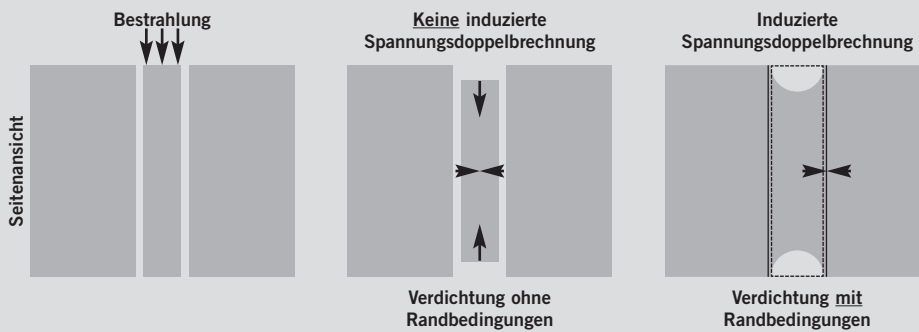 Bestrahlung
Keine induzierte
Spannungsdoppelbrechnung
Induzierte
Spannungsdoppelbrechnung
Seitenansicht
Verdichtung ohne
Randbedingungen
Verdichtung mit
Randbedingungen